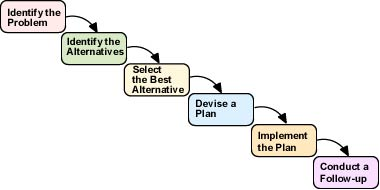 Identify the
Problem
Identify the
Alternatives
Select
the Best
Alternative
Devise a
Plan
Implement
the Plan
Conduct a
Follow-up